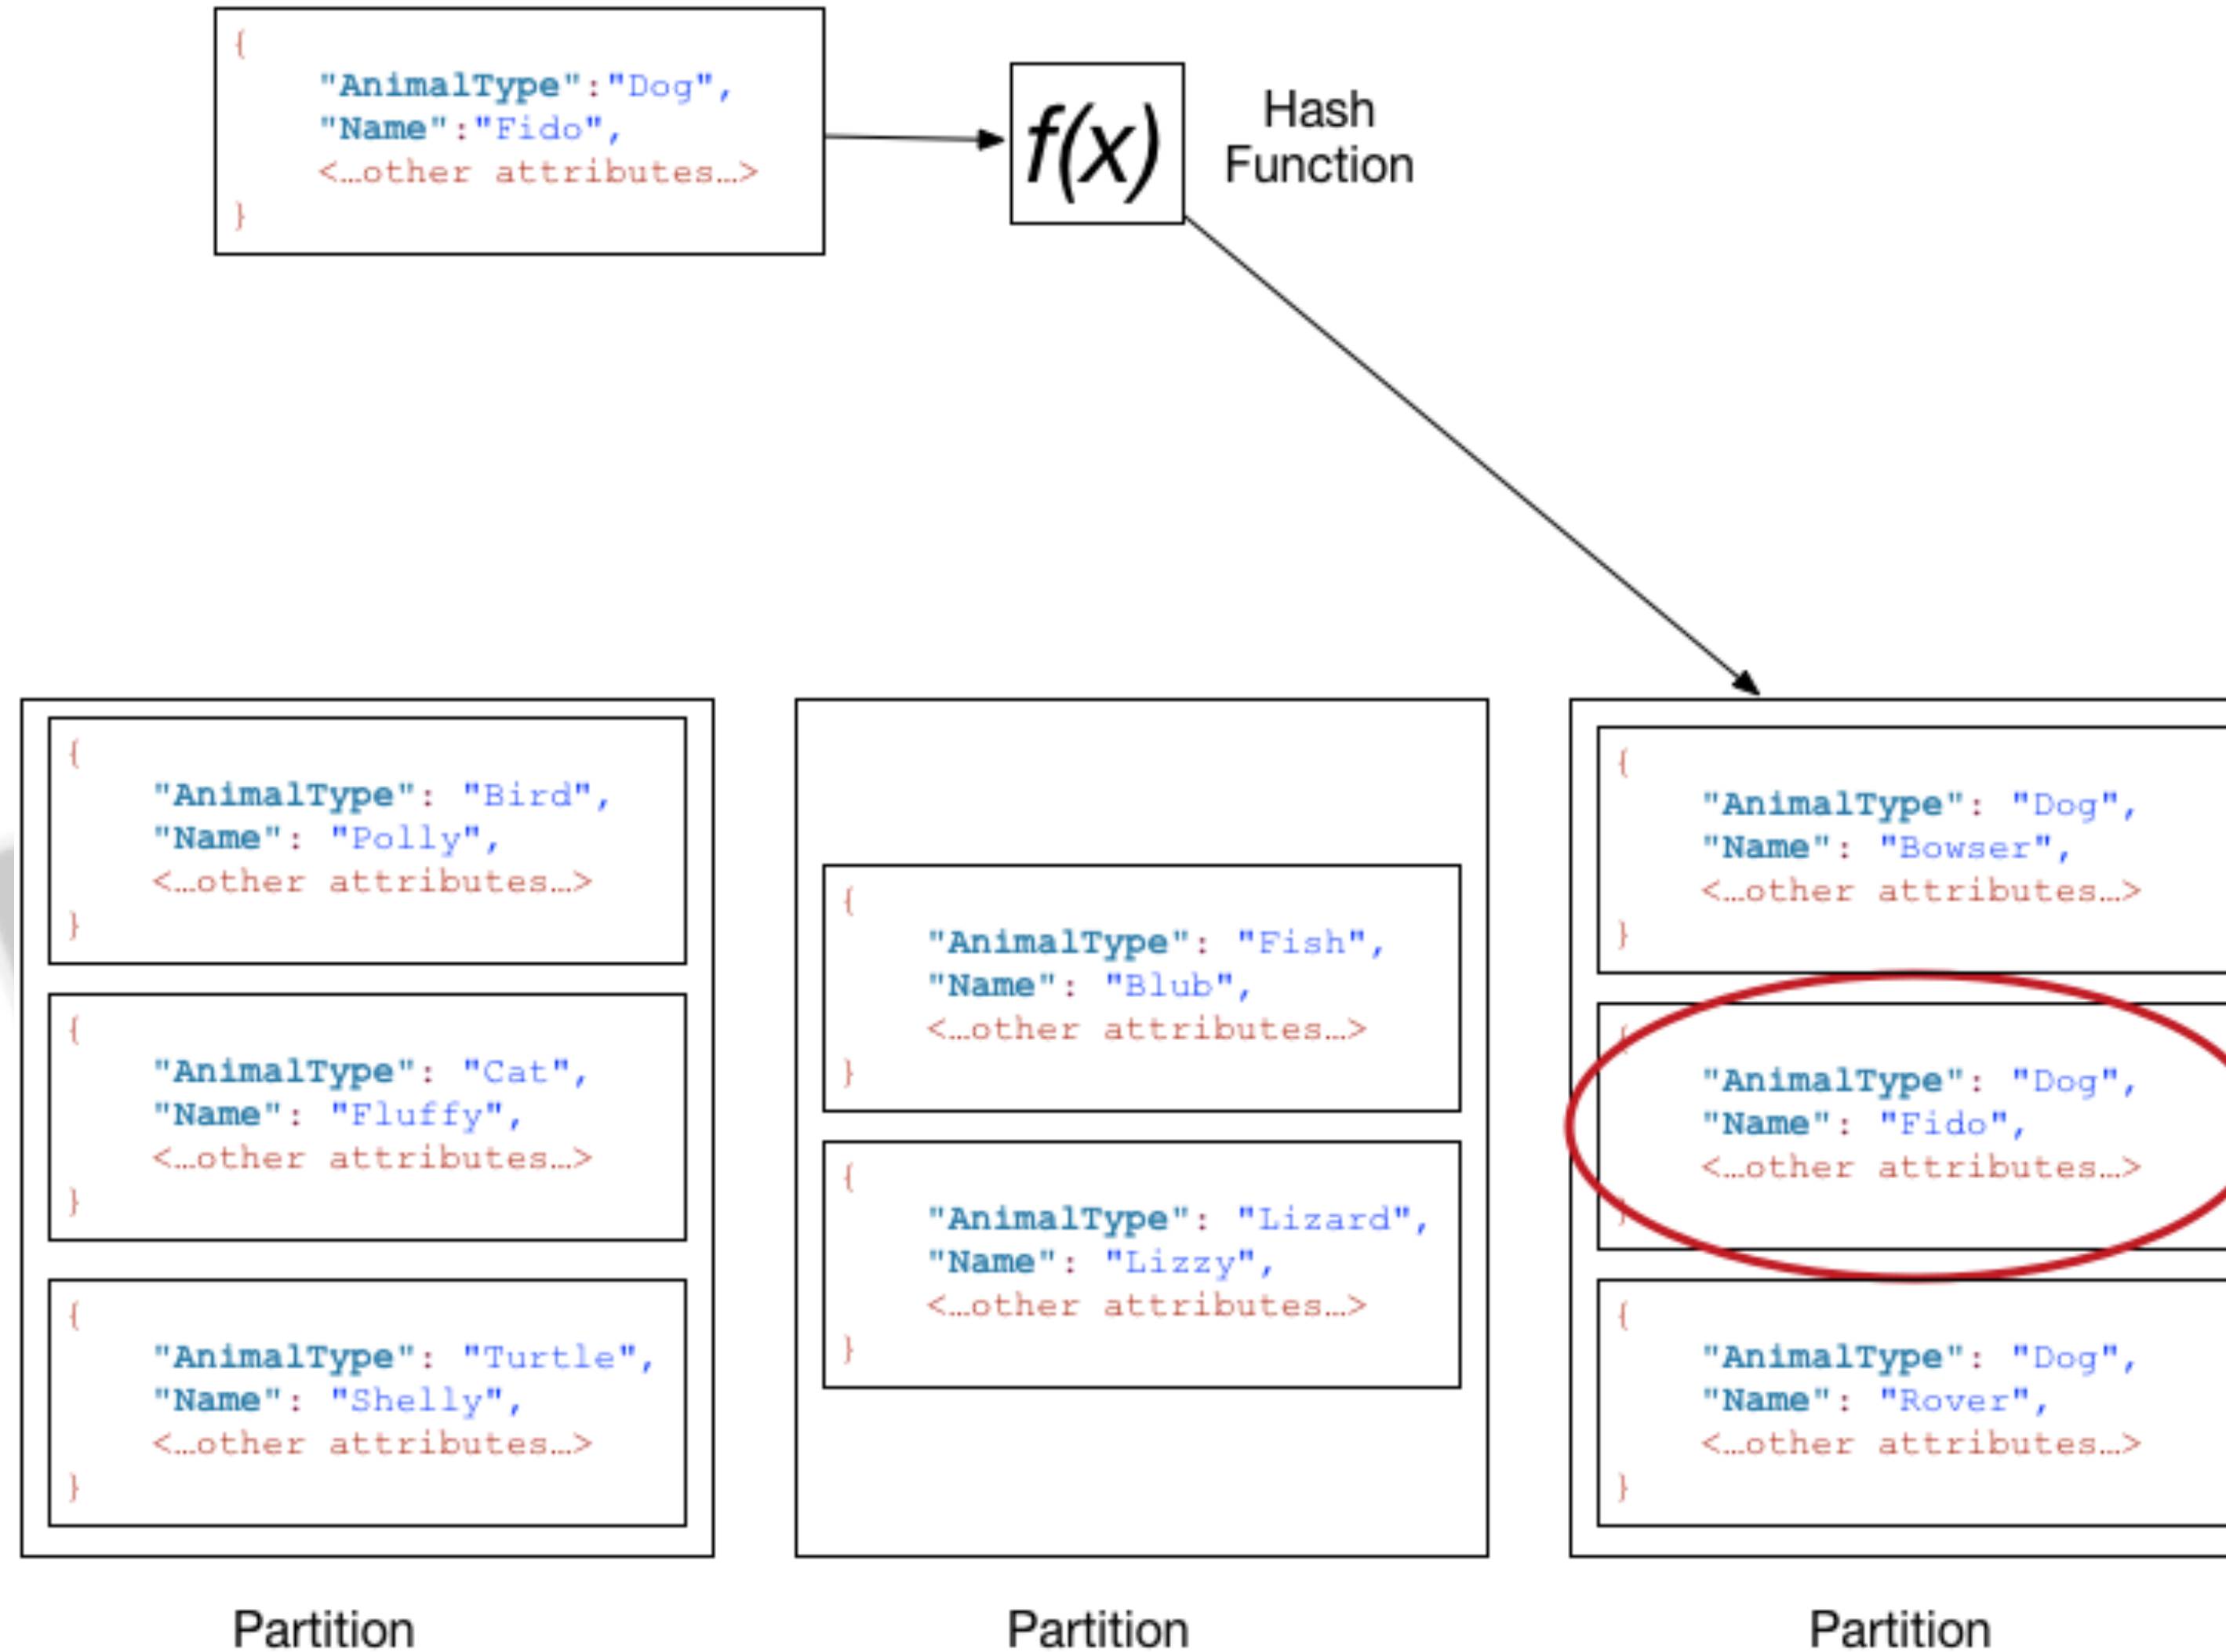 {
"AnimalType":"Dog",
"Name":"Fido",
<…other attributes…>
}
f(x)
Hash
Function
{
"AnimalType": "Bird",
"Name": "Polly",
<…other attributes…>
}
{
"AnimalType": "Cat",
"Name": "Fluffy",
<…other attributes…>
}
{
"AnimalType": "Turtle",
"Name": "Shelly",
<…other attributes…>
}
Partition
{
"AnimalType": "Fish",
"Name": "Blub",
<…other attributes…>
}
{
"AnimalType": "Lizard",
"Name": "Lizzy",
<…other attributes…>
}
Partition
{
"AnimalType": "Dog",
"Name": "Bowser",
<…other attributes…>
}
{
"AnimalType": "Dog",
"Name": "Fido",
<…other attributes…>
}
{
"AnimalType": "Dog",
"Name": "Rover",
<…other attributes…>
}
Partition